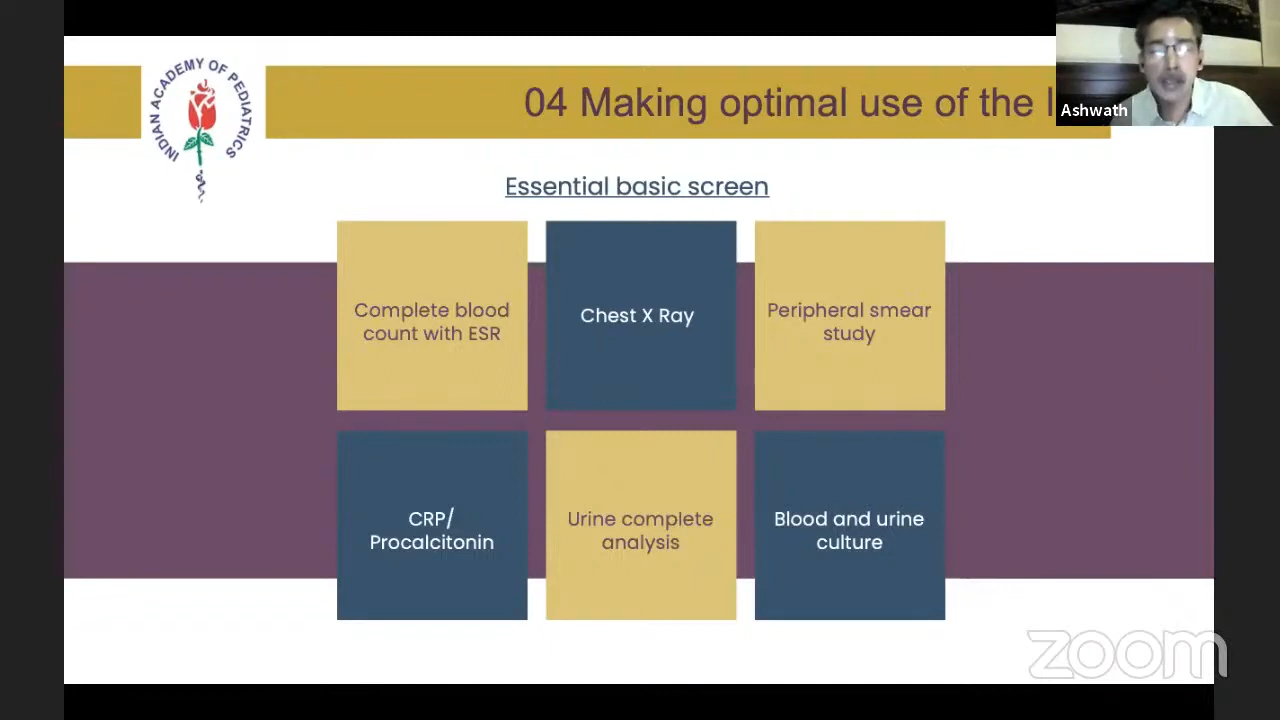 INDIAN ACADEMY OF PEDIATRICS
04 Making optimal use of the
Ashwath
Essential basic screen
Complete blood
count with ESR
Chest X Ray
Peripheral smear
study
CRP/
Procalcitonin
Urine complete
analysis
Blood and urine
culture
zoom